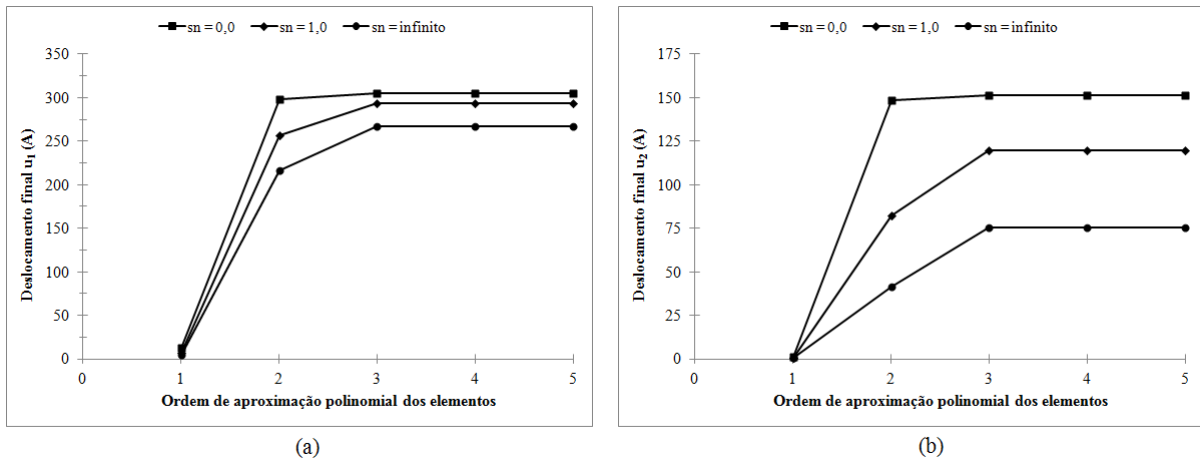 sn = 0,0 sn = 1,0 sn = infinito
350
300
250
200
150
100
50
0
0 1 2 3 4 5
Deslocamento final u₁ (A)
Ordem de aproximação polinomial dos elementos
(a)
sn = 0,0 sn = 1,0 sn = infinito
175
150
125
100
75
50
25
0
0 1 2 3 4 5
Deslocamento final u₂ (A)
Ordem de aproximação polinomial dos elementos
(b)